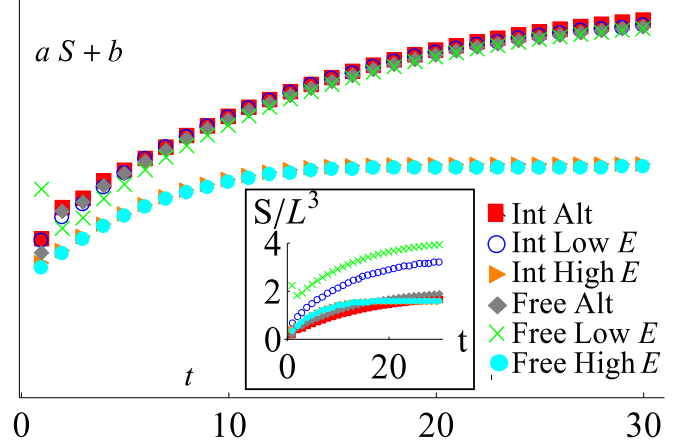 a S + b
S/L³
4
2
0
0 20 t
Int Alt
Int Low E
Int High E
Free Alt
Free Low E
Free High E
t
0 10 20 30